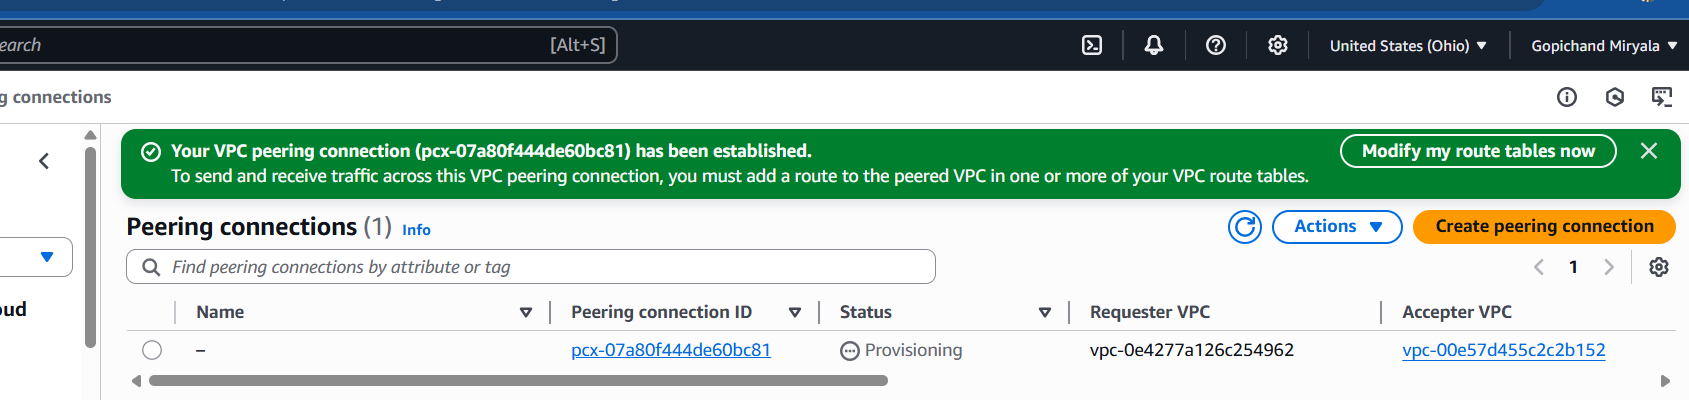 earch [Alt+S] United States (Ohio) Gopichand Miryala
g connections
Your VPC peering connection (pcx-07a80f444de60bc81) has been established. Modify my route tables now
To send and receive traffic across this VPC peering connection, you must add a route to the peered VPC in one or more of your VPC route tables.
Peering connections (1) Info Actions Create peering connection
Find peering connections by attribute or tag 1
oud
Name Peering connection ID Status Requester VPC Accepter VPC
– pcx-07a80f444de60bc81 Provisioning vpc-0e4277a126c254962 vpc-00e57d455c2c2b152